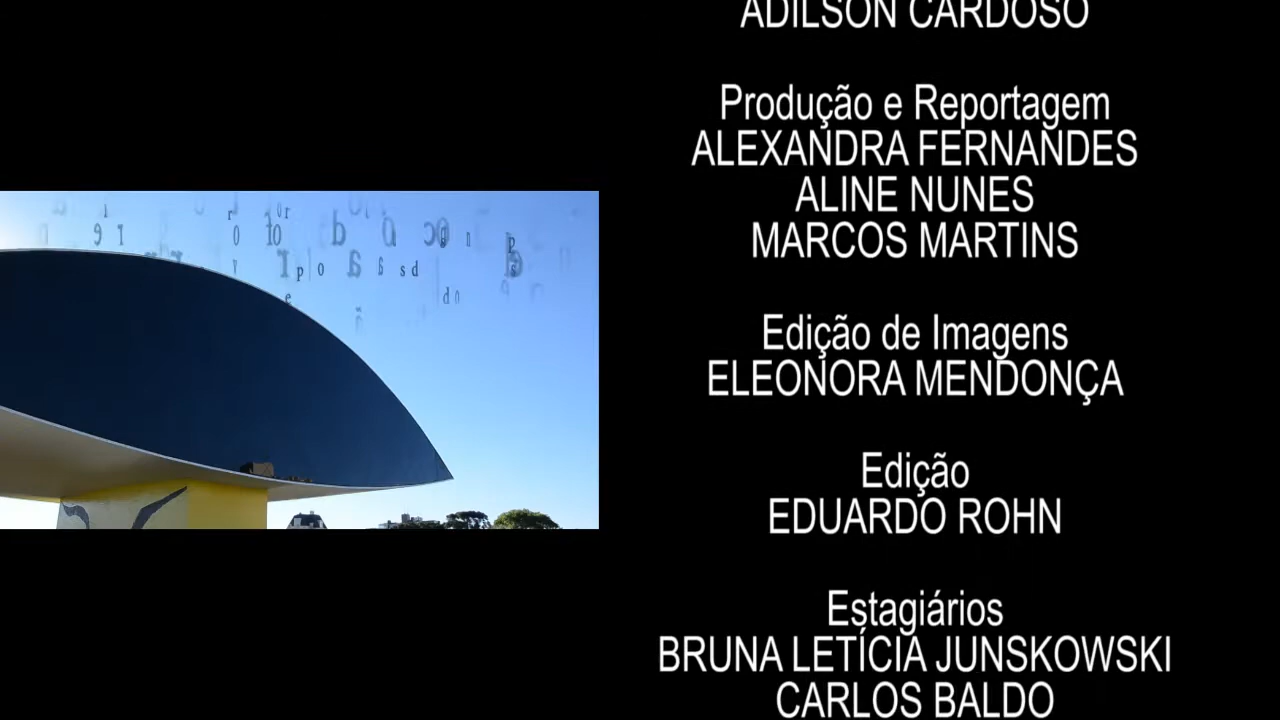 ADILSON CARDOSO
Produção e Reportagem
ALEXANDRA FERNANDES
ALINE NUNES
MARCOS MARTINS
Edição de Imagens
ELEONORA MENDONÇA
Edição
EDUARDO ROHN
Estagiários
BRUNA LETÍCIA JUNSKOWSKI
CARLOS BALDO